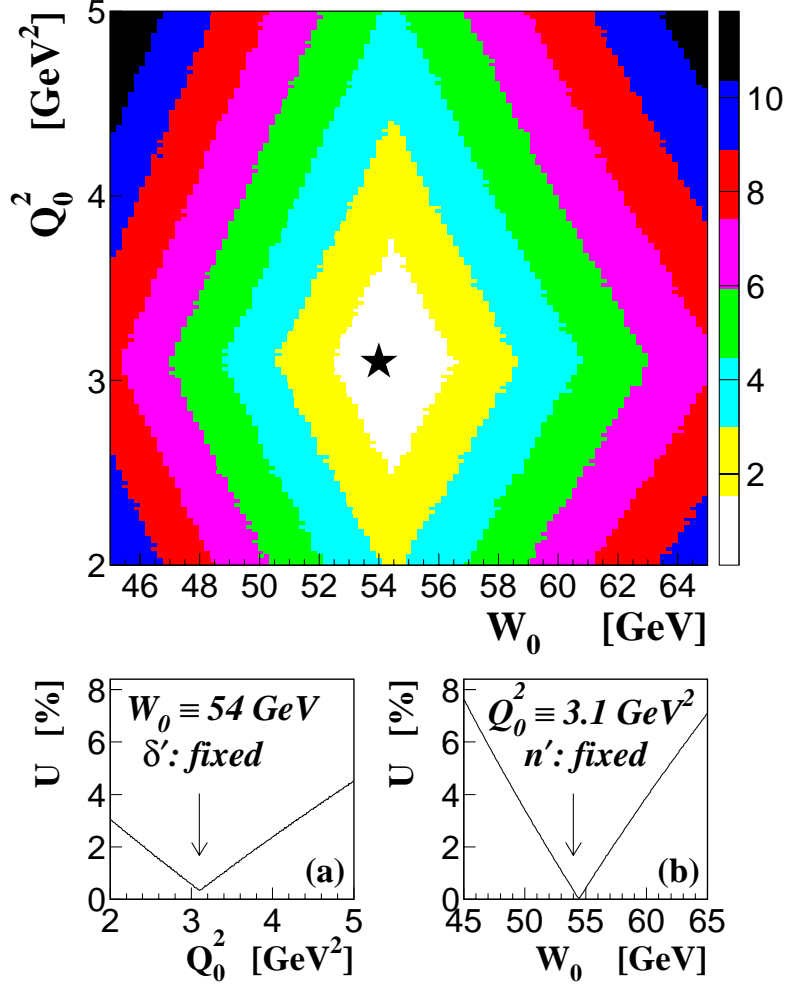 Q₀² [GeV²]
5
4
3
2
46 48 50 52 54 56 58 60 62 64
W₀ [GeV]
10
8
6
4
2
U [%]
8
6
4
2
0
W₀ ≡ 54 GeV
δ′: fixed
(a)
2 3 4 5
Q₀² [GeV²]
U [%]
8
6
4
2
0
Q₀² ≡ 3.1 GeV²
n′: fixed
(b)
45 50 55 60 65
W₀ [GeV]